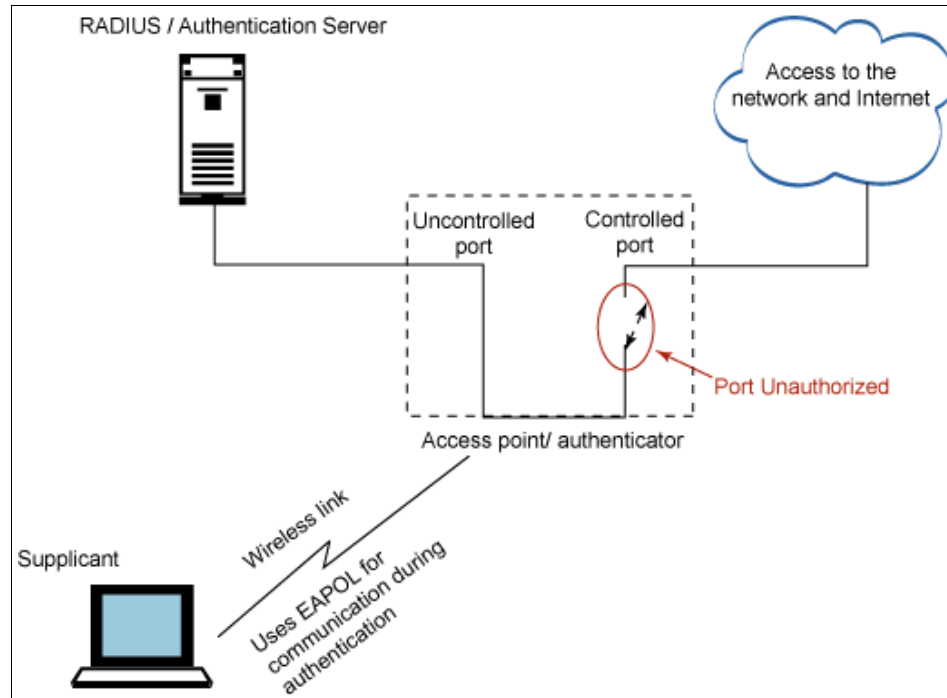 RADIUS / Authentication Server
Access to the
network and Internet
Uncontrolled
port
Controlled
port
Port Unauthorized
Access point/ authenticator
Wireless link
Uses EAPOL for
communication during
authentication
Supplicant